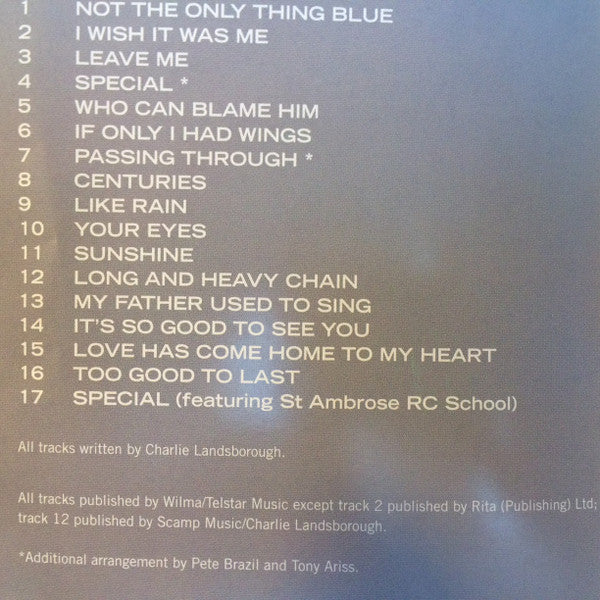 1 NOT THE ONLY THING BLUE
2 I WISH IT WAS ME
3 LEAVE ME
4 SPECIAL *
5 WHO CAN BLAME HIM
6 IF ONLY I HAD WINGS
7 PASSING THROUGH *
8 CENTURIES
9 LIKE RAIN
10 YOUR EYES
11 SUNSHINE
12 LONG AND HEAVY CHAIN
13 MY FATHER USED TO SING
14 IT'S SO GOOD TO SEE YOU
15 LOVE HAS COME HOME TO MY HEART
16 TOO GOOD TO LAST
17 SPECIAL (featuring St Ambrose RC School)
All tracks written by Charlie Landsborough.
All tracks published by Wilma/Telstar Music except track 2 published by Rita (Publishing) Ltd;
track 12 published by Scamp Music/Charlie Landsborough.
*Additional arrangement by Pete Brazil and Tony Ariss.